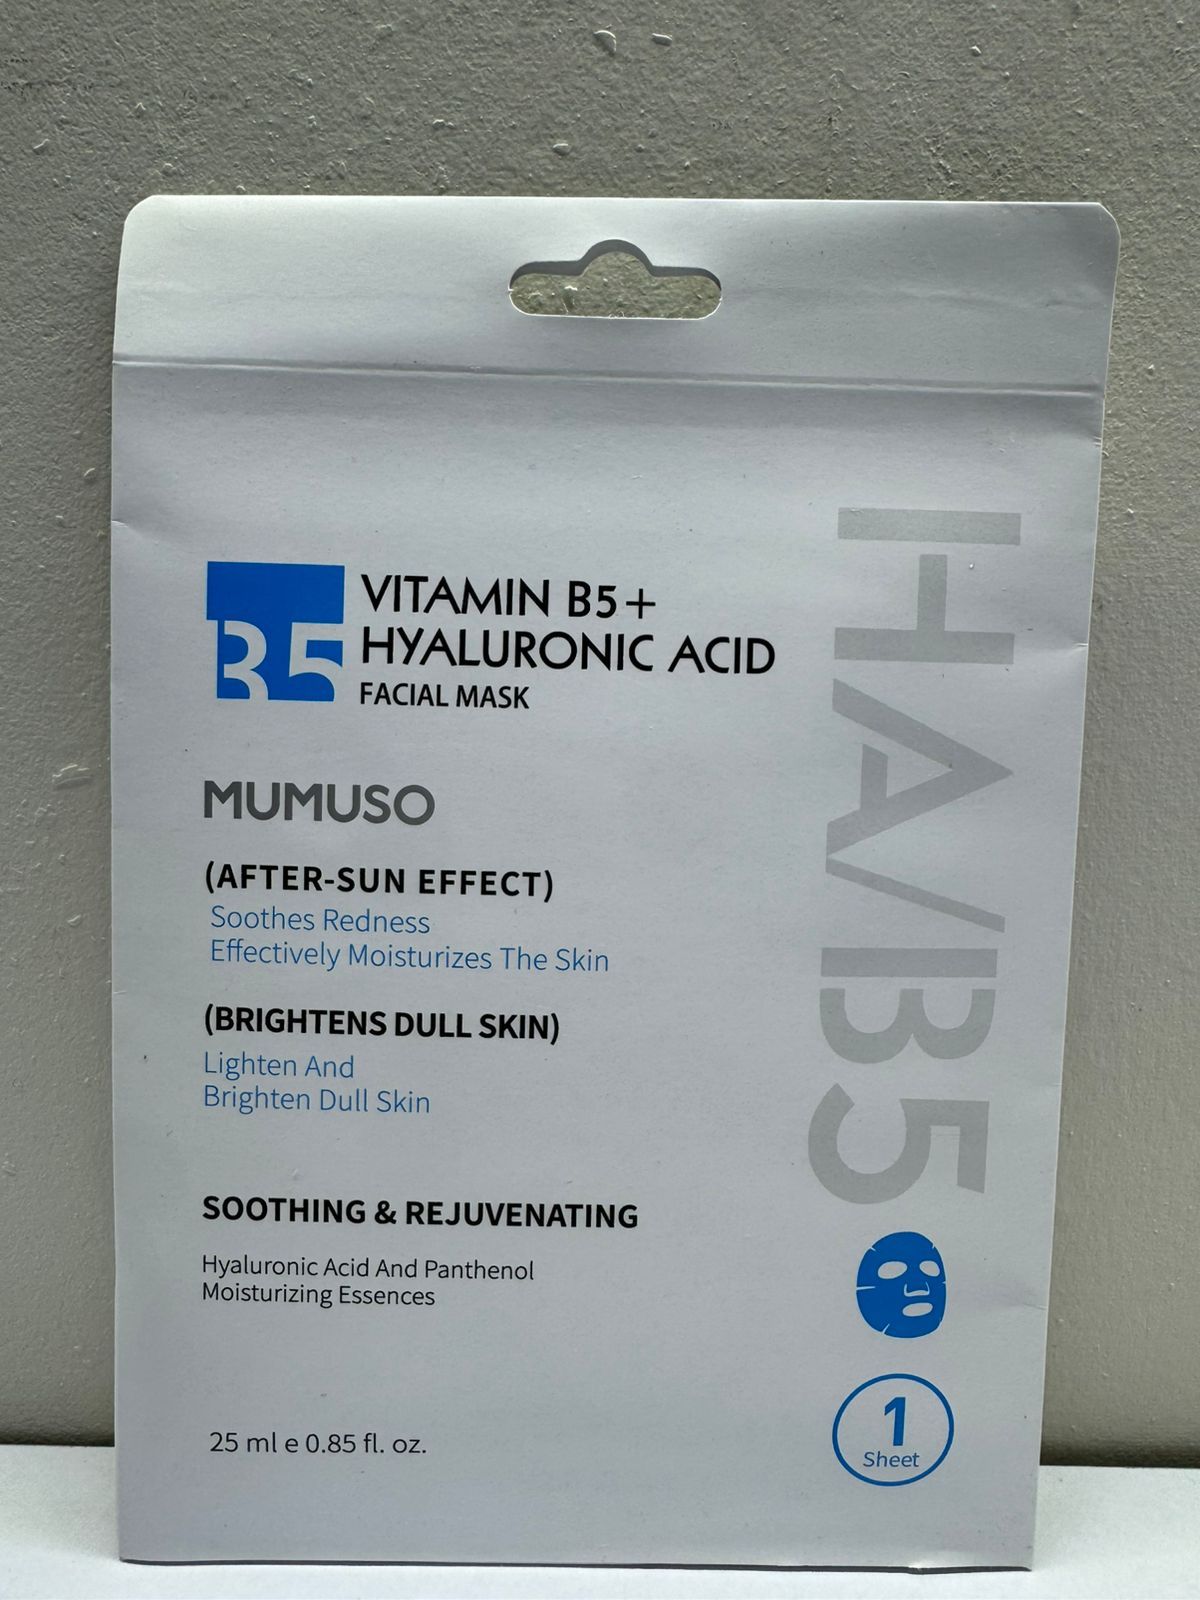 B5
VITAMIN B5+
HYALURONIC ACID
FACIAL MASK
MUMUSO
(AFTER-SUN EFFECT)
Soothes Redness
Effectively Moisturizes The Skin
(BRIGHTENS DULL SKIN)
Lighten And
Brighten Dull Skin
SOOTHING & REJUVENATING
Hyaluronic Acid And Panthenol
Moisturizing Essences
25 ml e 0.85 fl. oz.
HA/B5
1
Sheet